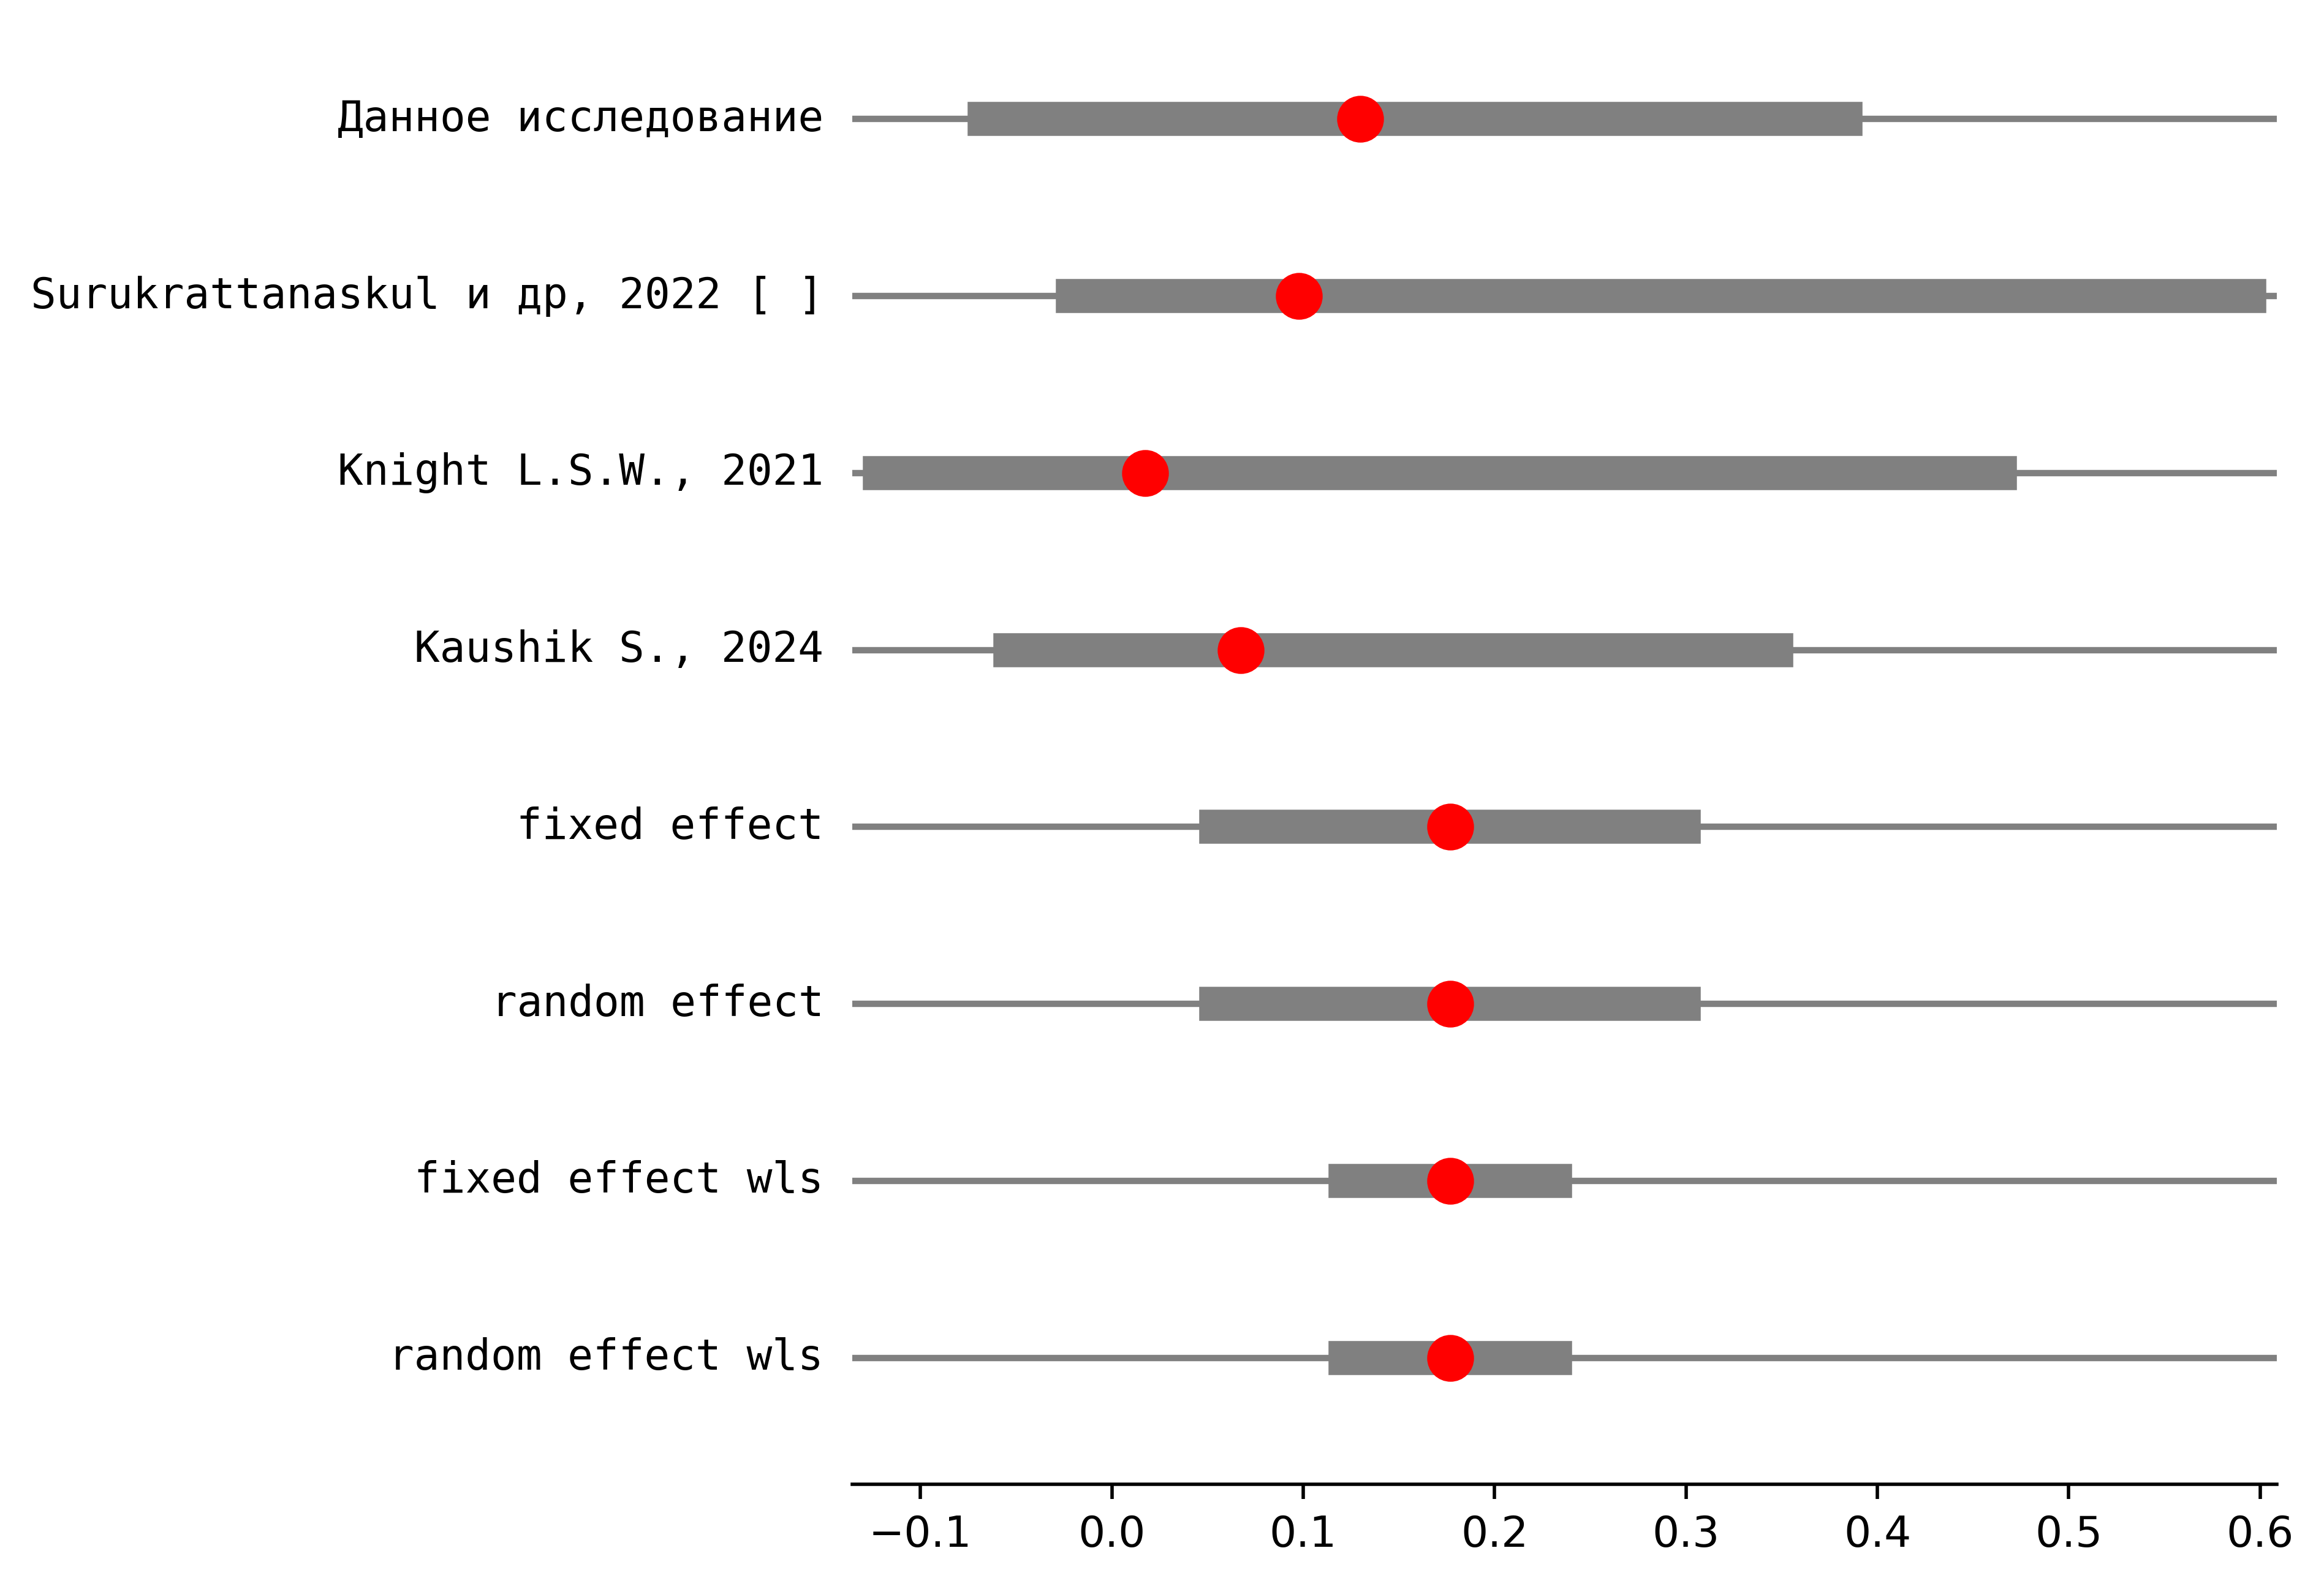 Данное исследование
Surukrattanaskul и др, 2022 [ ]
Knight L.S.W., 2021
Kaushik S., 2024
fixed effect
random effect
fixed effect wls
random effect wls
−0.1 0.0 0.1 0.2 0.3 0.4 0.5 0.6